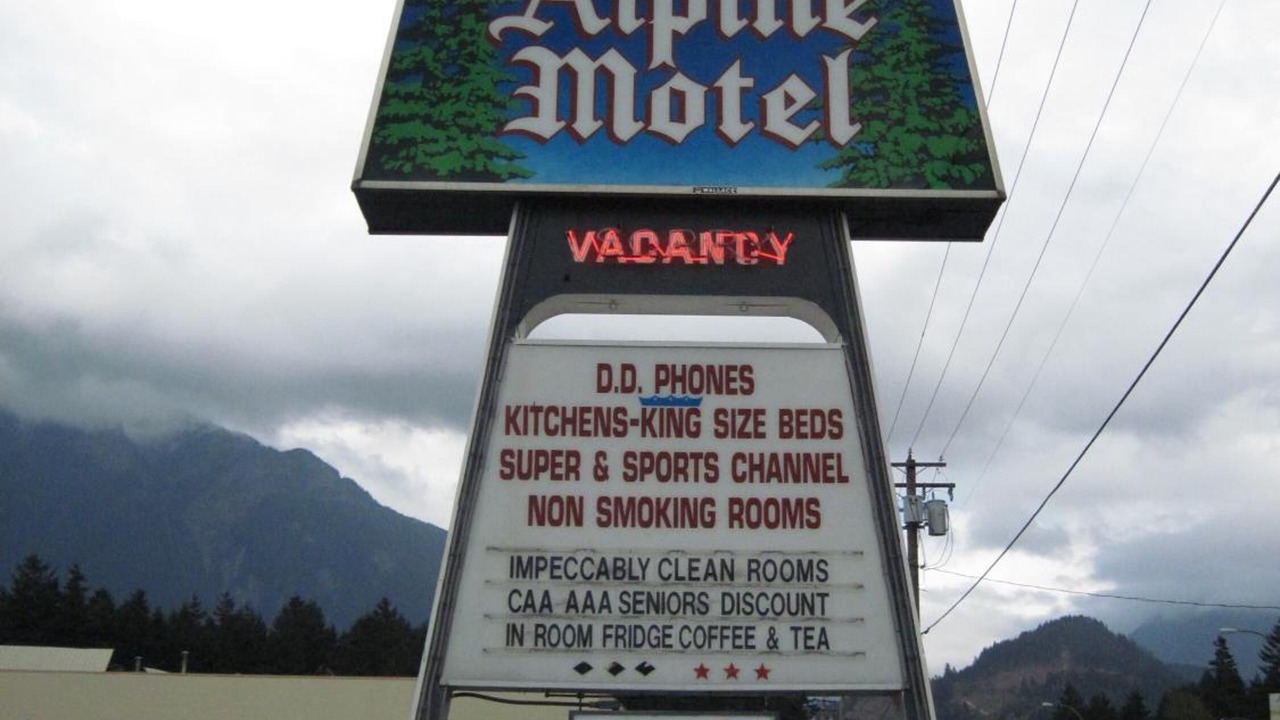 Alpine
Motel
WALLACE
VACANCY
D.D. PHONES
KITCHENS-KING SIZE BEDS
SUPER & SPORTS CHANNEL
NON SMOKING ROOMS
IMPECCABLY CLEAN ROOMS
CAA AAA SENIORS DISCOUNT
IN ROOM FRIDGE COFFEE & TEA